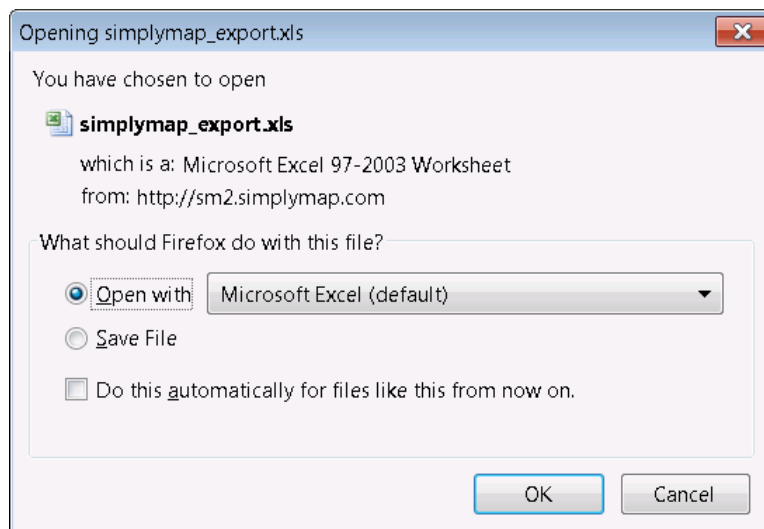 Opening simplymap_export.xls
You have chosen to open
simplymap_export.xls
which is a: Microsoft Excel 97-2003 Worksheet
from: http://sm2.simplymap.com
What should Firefox do with this file?
Open with Microsoft Excel (default)
Save File
Do this automatically for files like this from now on.
OK Cancel